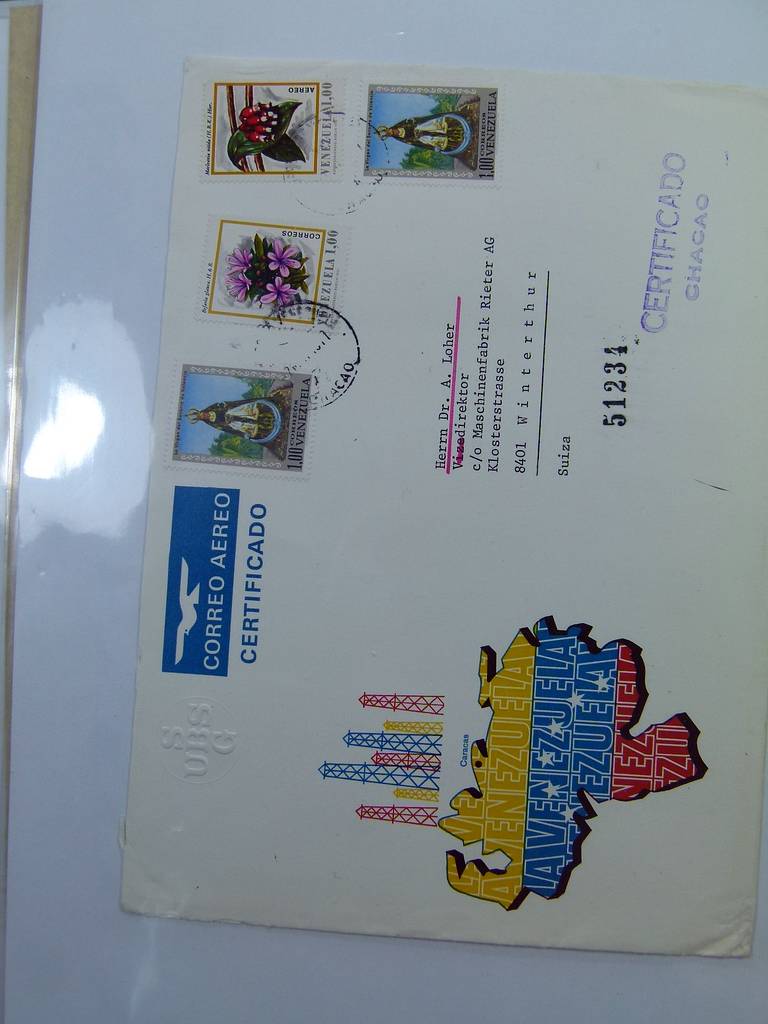 CORREO AEREO
CERTIFICADO
S
UBS
G
VENEZUELA
CORREOS
1.00
CORREOS
VENEZUELA 1.00
AEREO
VENEZUELA 1.00
VENEZUELA
CORREOS
1.00
Herrn Dr. A. Loher
Vizedirektor
c/o Maschinenfabrik Rieter AG
Klosterstrasse
8401 Winterthur
Suiza
51234
CERTIFICADO
CHACAO
Caracas
VENEZUELA
AVENEZUELA